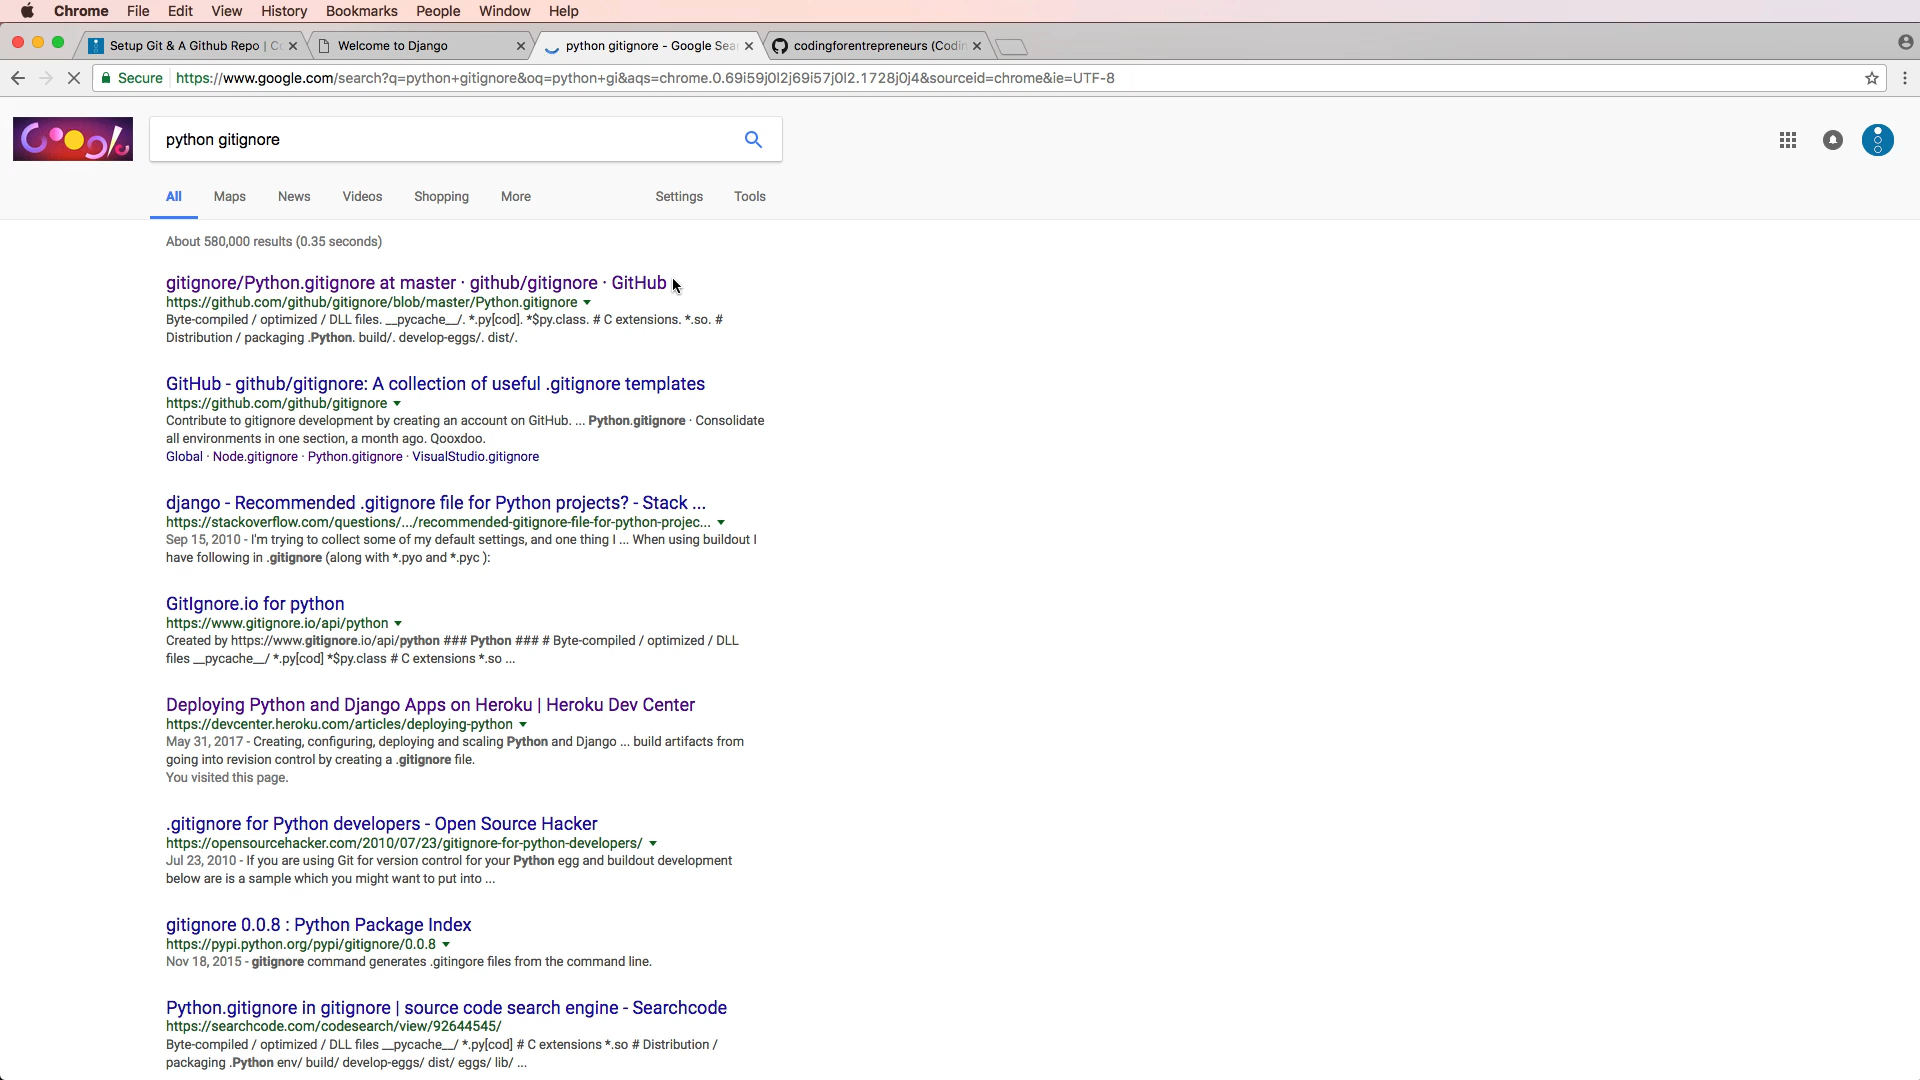 Chrome File Edit View History Bookmarks People Window Help
Setup Git & A Github Repo | C
Welcome to Django
python gitignore - Google Sea
codingforentrepreneurs (Codin
Secure https://www.google.com/search?q=python+gitignore&oq=python+gi&aqs=chrome.0.69i59j0l2j69i57j0l2.1728j0j4&sourceid=chrome&ie=UTF-8
python gitignore
All Maps News Videos Shopping More Settings Tools
About 580,000 results (0.35 seconds)
gitignore/Python.gitignore at master · github/gitignore · GitHub
https://github.com/github/gitignore/blob/master/Python.gitignore
Byte-compiled / optimized / DLL files. __pycache__/. *.py[cod]. *$py.class. # C extensions. *.so. #
Distribution / packaging .Python. build/. develop-eggs/. dist/.
GitHub - github/gitignore: A collection of useful .gitignore templates
https://github.com/github/gitignore
Contribute to gitignore development by creating an account on GitHub. ... Python.gitignore · Consolidate
all environments in one section, a month ago. Qooxdoo.
Global · Node.gitignore · Python.gitignore · VisualStudio.gitignore
django - Recommended .gitignore file for Python projects? - Stack ...
https://stackoverflow.com/questions/.../recommended-gitignore-file-for-python-projec...
Sep 15, 2010 - I'm trying to collect some of my default settings, and one thing I ... When using buildout I
have following in .gitignore (along with *.pyo and *.pyc ):
GitIgnore.io for python
https://www.gitignore.io/api/python
Created by https://www.gitignore.io/api/python ### Python ### # Byte-compiled / optimized / DLL
files __pycache__/ *.py[cod] *$py.class # C extensions *.so ...
Deploying Python and Django Apps on Heroku | Heroku Dev Center
https://devcenter.heroku.com/articles/deploying-python
May 31, 2017 - Creating, configuring, deploying and scaling Python and Django ... build artifacts from
going into revision control by creating a .gitignore file.
You visited this page.
.gitignore for Python developers - Open Source Hacker
https://opensourcehacker.com/2010/07/23/gitignore-for-python-developers/
Jul 23, 2010 - If you are using Git for version control for your Python egg and buildout development
below are is a sample which you might want to put into ...
gitignore 0.0.8 : Python Package Index
https://pypi.python.org/pypi/gitignore/0.0.8
Nov 18, 2015 - gitignore command generates .gitingore files from the command line.
Python.gitignore in gitignore | source code search engine - Searchcode
https://searchcode.com/codesearch/view/92644545/
Byte-compiled / optimized / DLL files __pycache__/ *.py[cod] # C extensions *.so # Distribution /
packaging .Python env/ build/ develop-eggs/ dist/ eggs/ lib/ ...